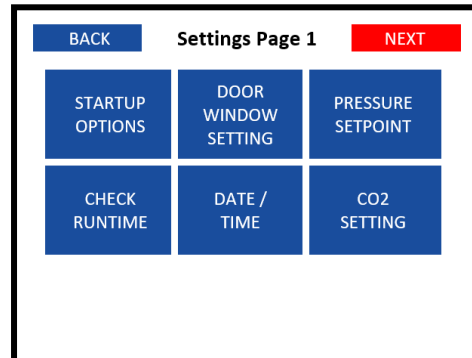 BACK
Settings Page 1
NEXT
STARTUP
OPTIONS
DOOR
WINDOW
SETTING
PRESSURE
SETPOINT
CHECK
RUNTIME
DATE /
TIME
CO2
SETTING